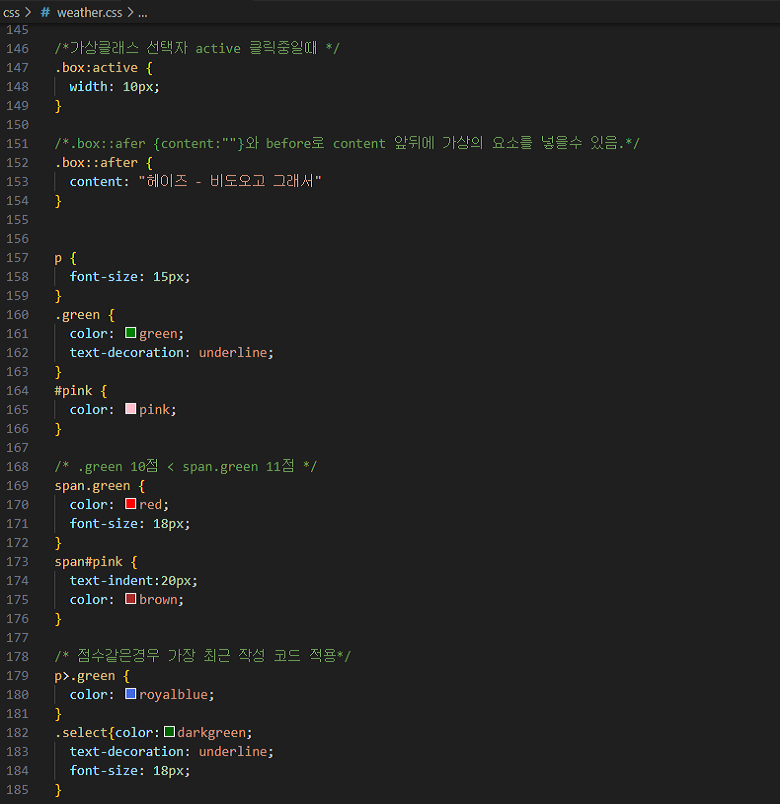 css > # weather.css > ...
145
146 /*가상클래스 선택자 active 클릭중일때 */
147 .box:active {
148 width: 10px;
149 }
150
151 /*.box::afer {content:""}와 before로 content 앞뒤에 가상의 요소를 넣을수 있음.*/
152 .box::after {
153 content: "헤이즈 - 비도오고 그래서"
154 }
155
156
157 p {
158 font-size: 15px;
159 }
160 .green {
161 color: green;
162 text-decoration: underline;
163 }
164 #pink {
165 color: pink;
166 }
167
168 /* .green 10점 < span.green 11점 */
169 span.green {
170 color: red;
171 font-size: 18px;
172 }
173 span#pink {
174 text-indent:20px;
175 color: brown;
176 }
177
178 /* 점수같은경우 가장 최근 작성 코드 적용*/
179 p>.green {
180 color: royalblue;
181 }
182 .select{color:darkgreen;
183 text-decoration: underline;
184 font-size: 18px;
185 }